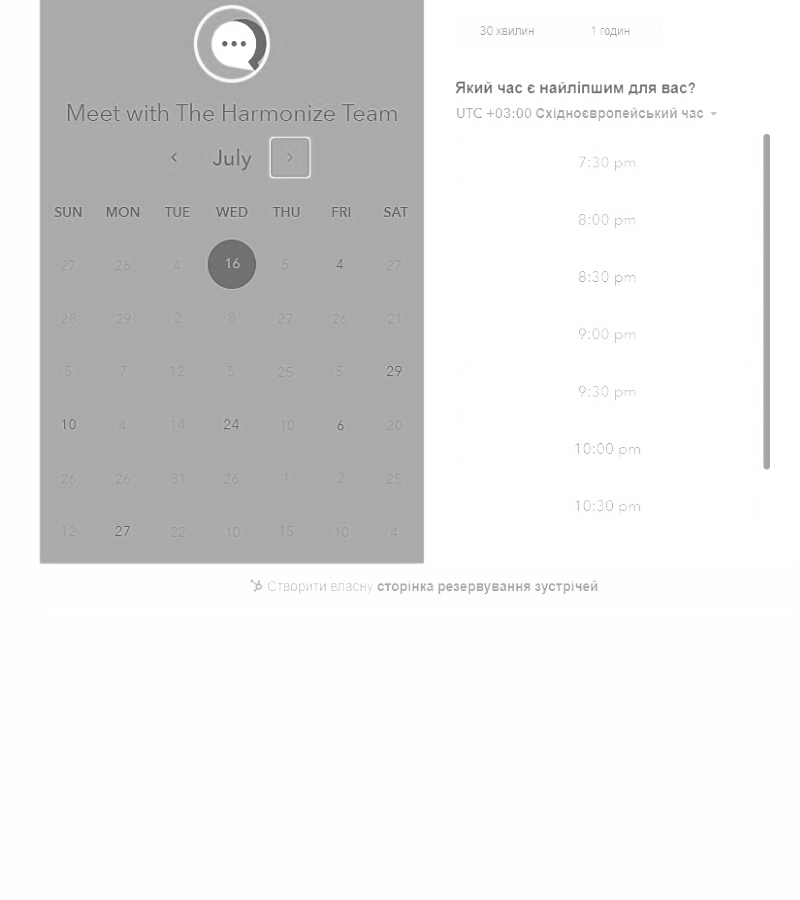 Meet with The Harmonize Team
July
SUN MON TUE WED THU FRI SAT
27 26 4 16 5 4 27
28 29 2 8 27 26 21
5 7 12 5 25 5 29
10 4 14 24 10 6 20
26 26 31 26 1 2 25
12 27 22 10 15 10 4
30 хвилин 1 годин
Який час є найліпшим для вас?
UTC +03:00 Східноєвропейський час
7:30 pm
8:00 pm
8:30 pm
9:00 pm
9:30 pm
10:00 pm
10:30 pm
Створити власну сторінка резервування зустрічей